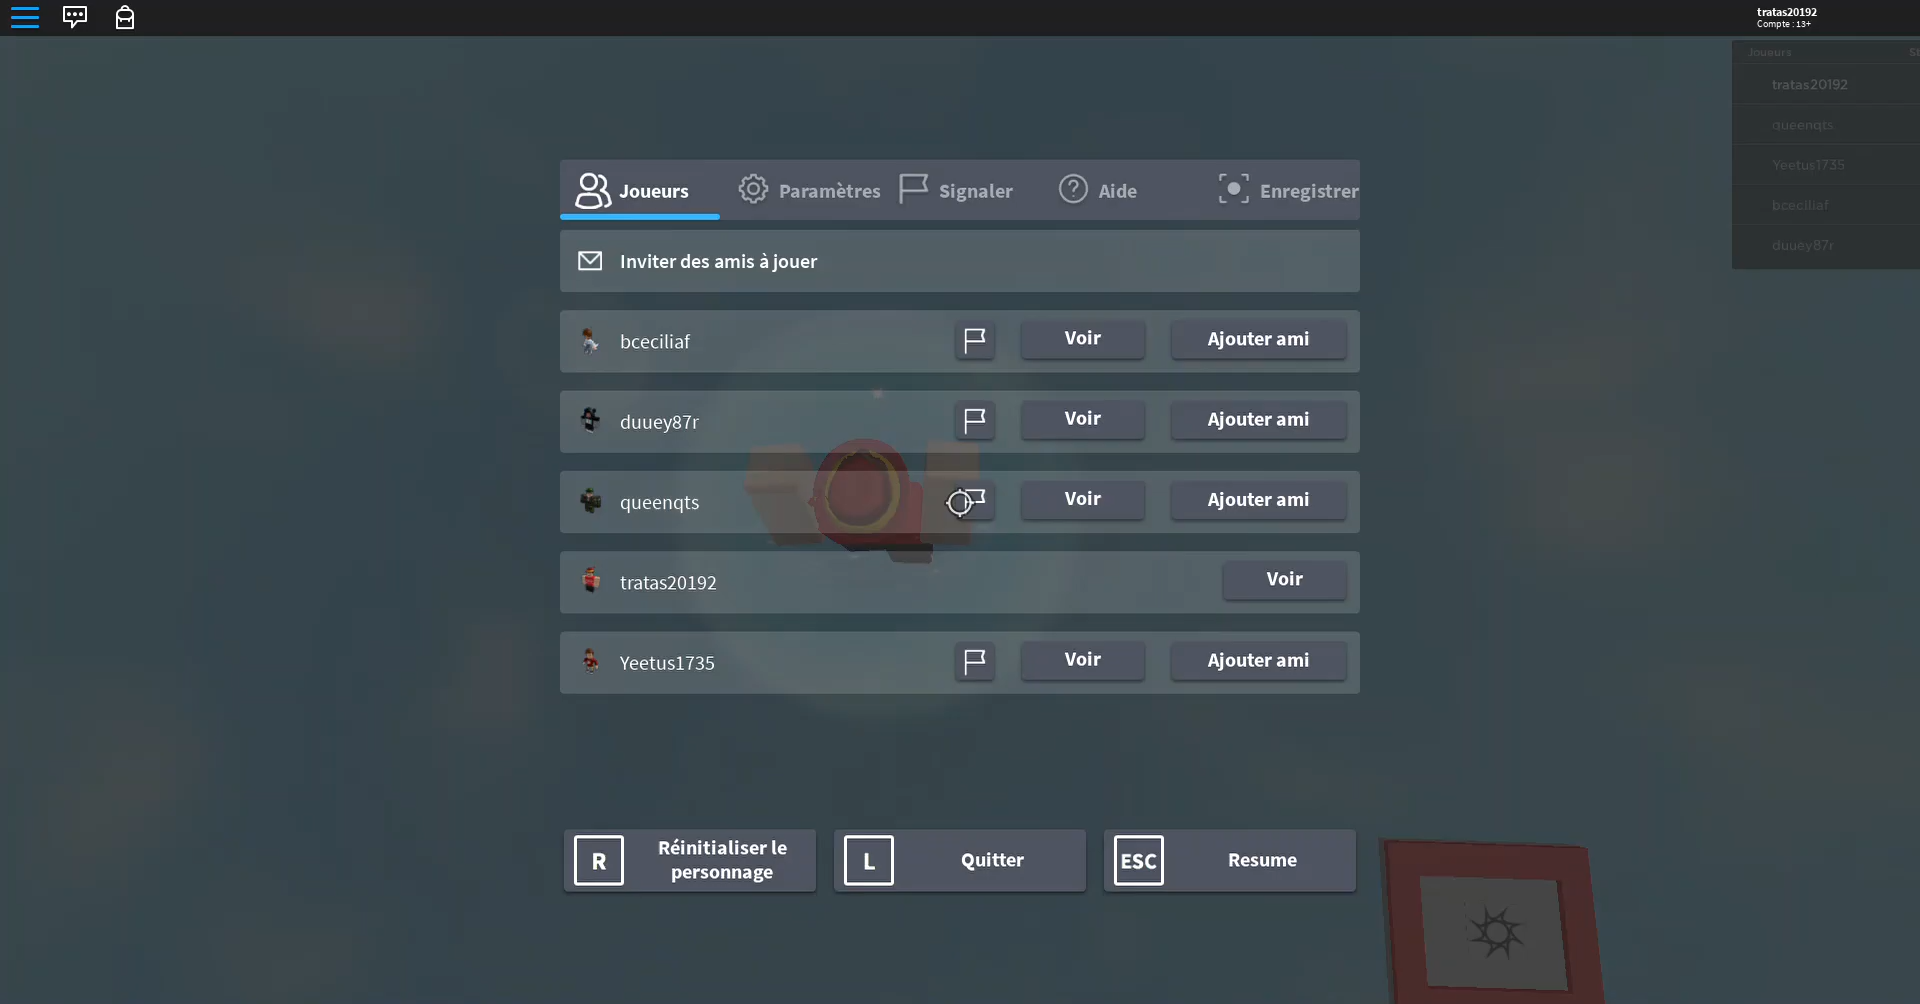 tratas20192
Compte : 13+
Joueurs St
tratas20192
queenqts
Yeetus1735
bceciliaf
duuey87r
Joueurs Paramètres Signaler Aide Enregistrer
Inviter des amis à jouer
bceciliaf Voir Ajouter ami
duuey87r Voir Ajouter ami
queenqts Voir Ajouter ami
tratas20192 Voir
Yeetus1735 Voir Ajouter ami
R Réinitialiser le
personnage
L Quitter
ESC Resume